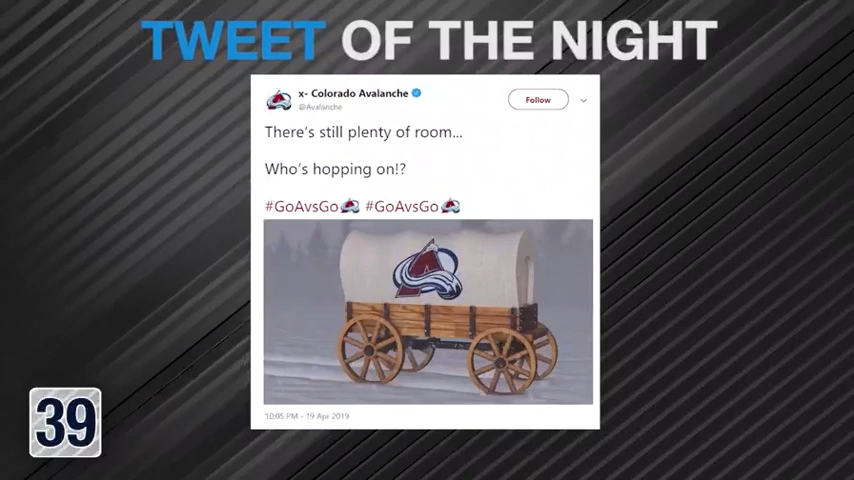 TWEET OF THE NIGHT
x- Colorado Avalanche
@Avalanche
Follow
There's still plenty of room...
Who's hopping on!?
#GoAvsGo #GoAvsGo
10:05 PM - 19 Apr 2019
39